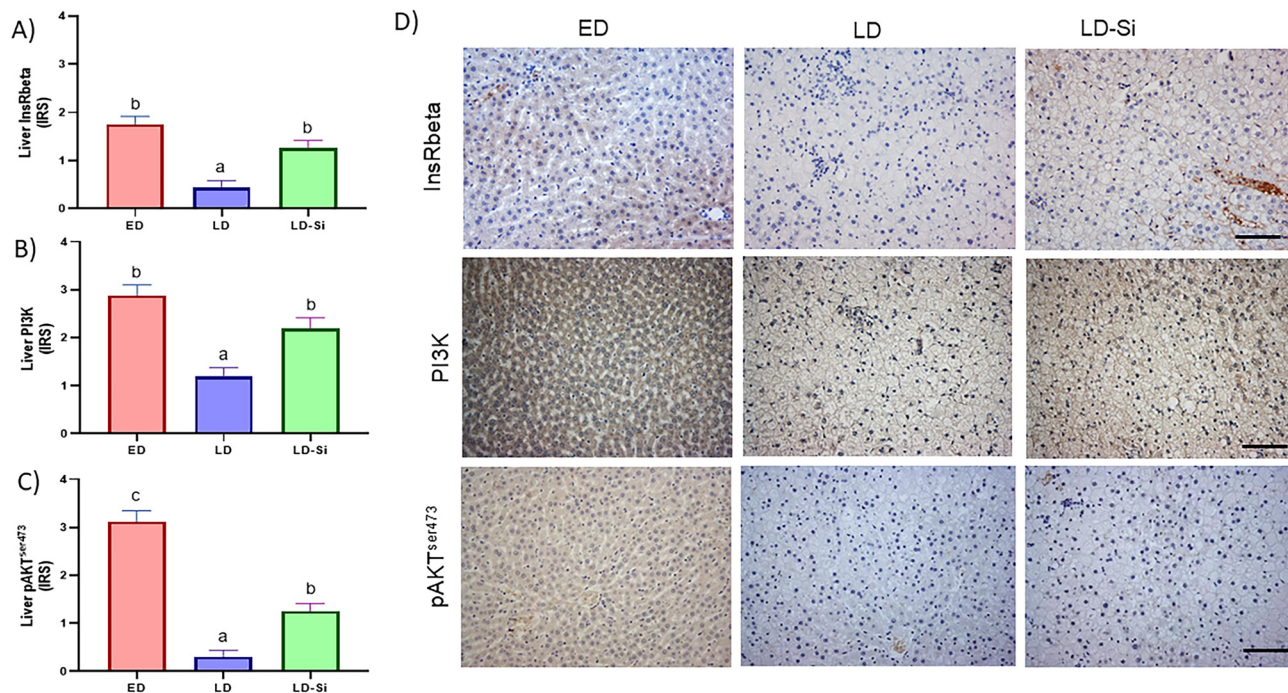 A)
Liver InsRbeta
(IRS)
4
3
2
1
0
b
a
b
ED LD LD-Si
B)
Liver PI3K
(IRS)
4
3
2
1
0
b
a
b
ED LD LD-Si
C)
Liver pAKTser473
(IRS)
4
3
2
1
0
c
a
b
ED LD LD-Si
D)
ED LD LD-Si
InsRbeta
PI3K
pAKTser473